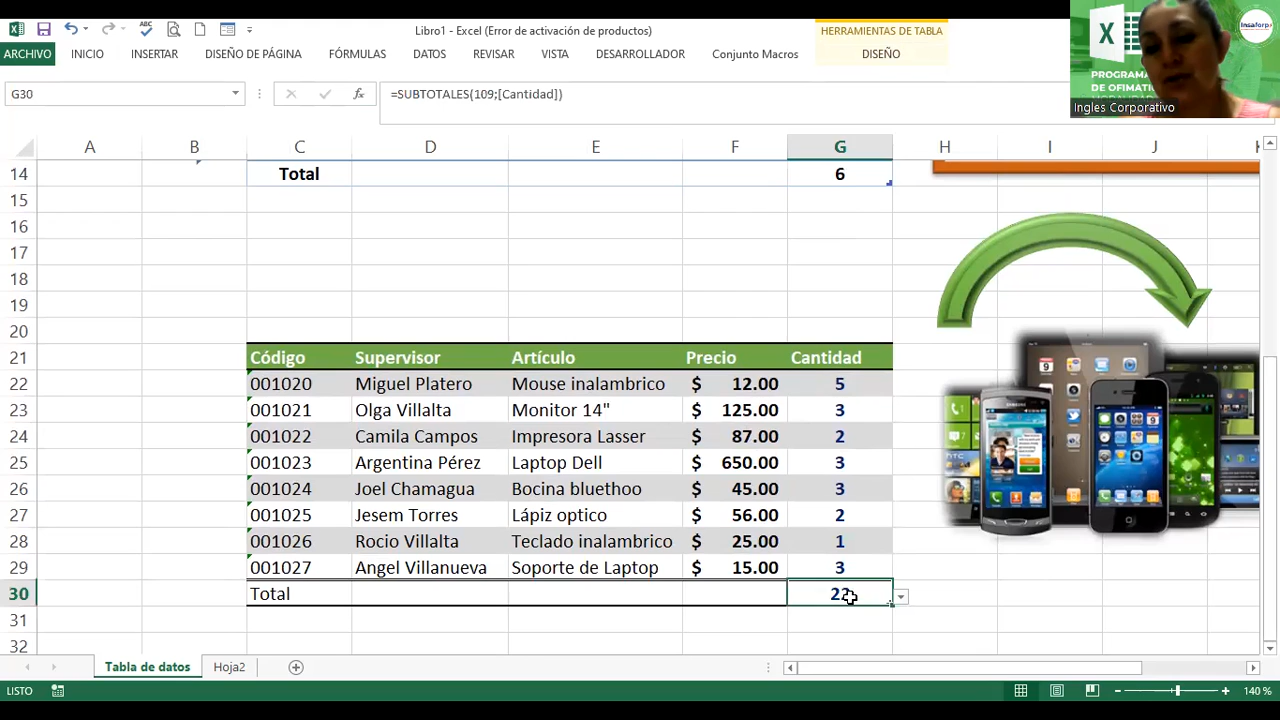 Libro1 - Excel (Error de activación de productos)
HERRAMIENTAS DE TABLA
ARCHIVO INICIO INSERTAR DISEÑO DE PÁGINA FÓRMULAS DATOS REVISAR VISTA DESARROLLADOR Conjunto Macros DISEÑO
PROGRAMA
DE OFIMATIC
Ingles Corporativo
Insaforp
G30 fx =SUBTOTALES(109;[Cantidad])
A B C D E F G H I J
14 Total 6
15
16
17
18
19
20
21 Código Supervisor Artículo Precio Cantidad
22 001020 Miguel Platero Mouse inalambrico $ 12.00 5
23 001021 Olga Villalta Monitor 14" $ 125.00 3
24 001022 Camila Campos Impresora Lasser $ 87.00 2
25 001023 Argentina Pérez Laptop Dell $ 650.00 3
26 001024 Joel Chamagua Bocina bluethoo $ 45.00 3
27 001025 Jesem Torres Lápiz optico $ 56.00 2
28 001026 Rocio Villalta Teclado inalambrico $ 25.00 1
29 001027 Angel Villanueva Soporte de Laptop $ 15.00 3
30 Total 22
31
32
Tabla de datos Hoja2
LISTO 140 %